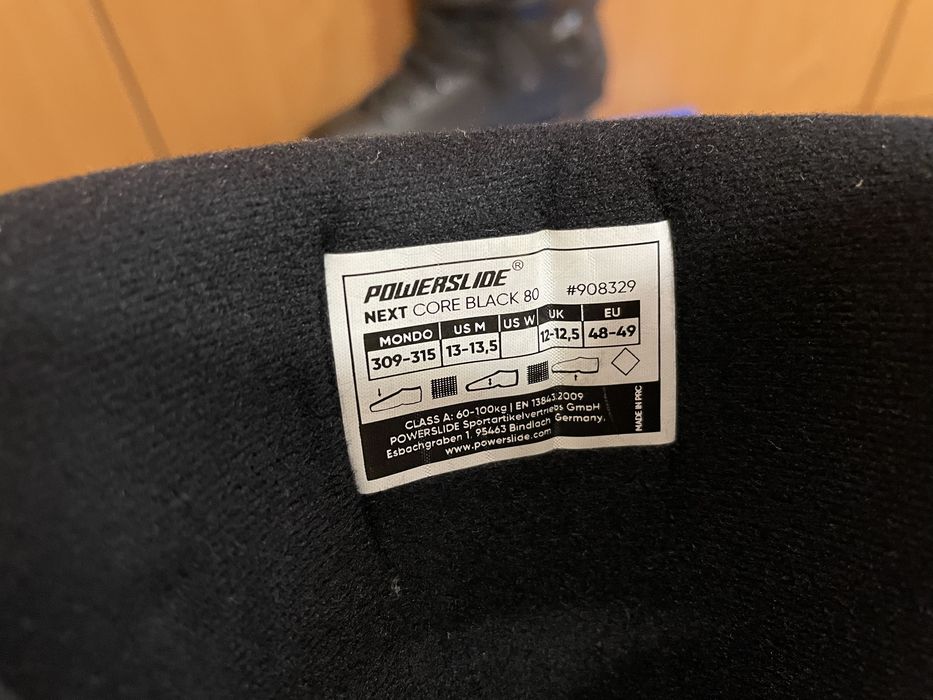 POWERSLIDE®
NEXT CORE BLACK 80 #908329
MONDO US M US W UK EU
309-315 13-13,5 12-12,5 48-49
CLASS A: 60-100kg | EN 13843:2009
POWERSLIDE Sportartikelvertriebs GmbH
Esbachgraben 1. 95463 Bindlach Germany.
www.powerslide.com
MADE IN PRC